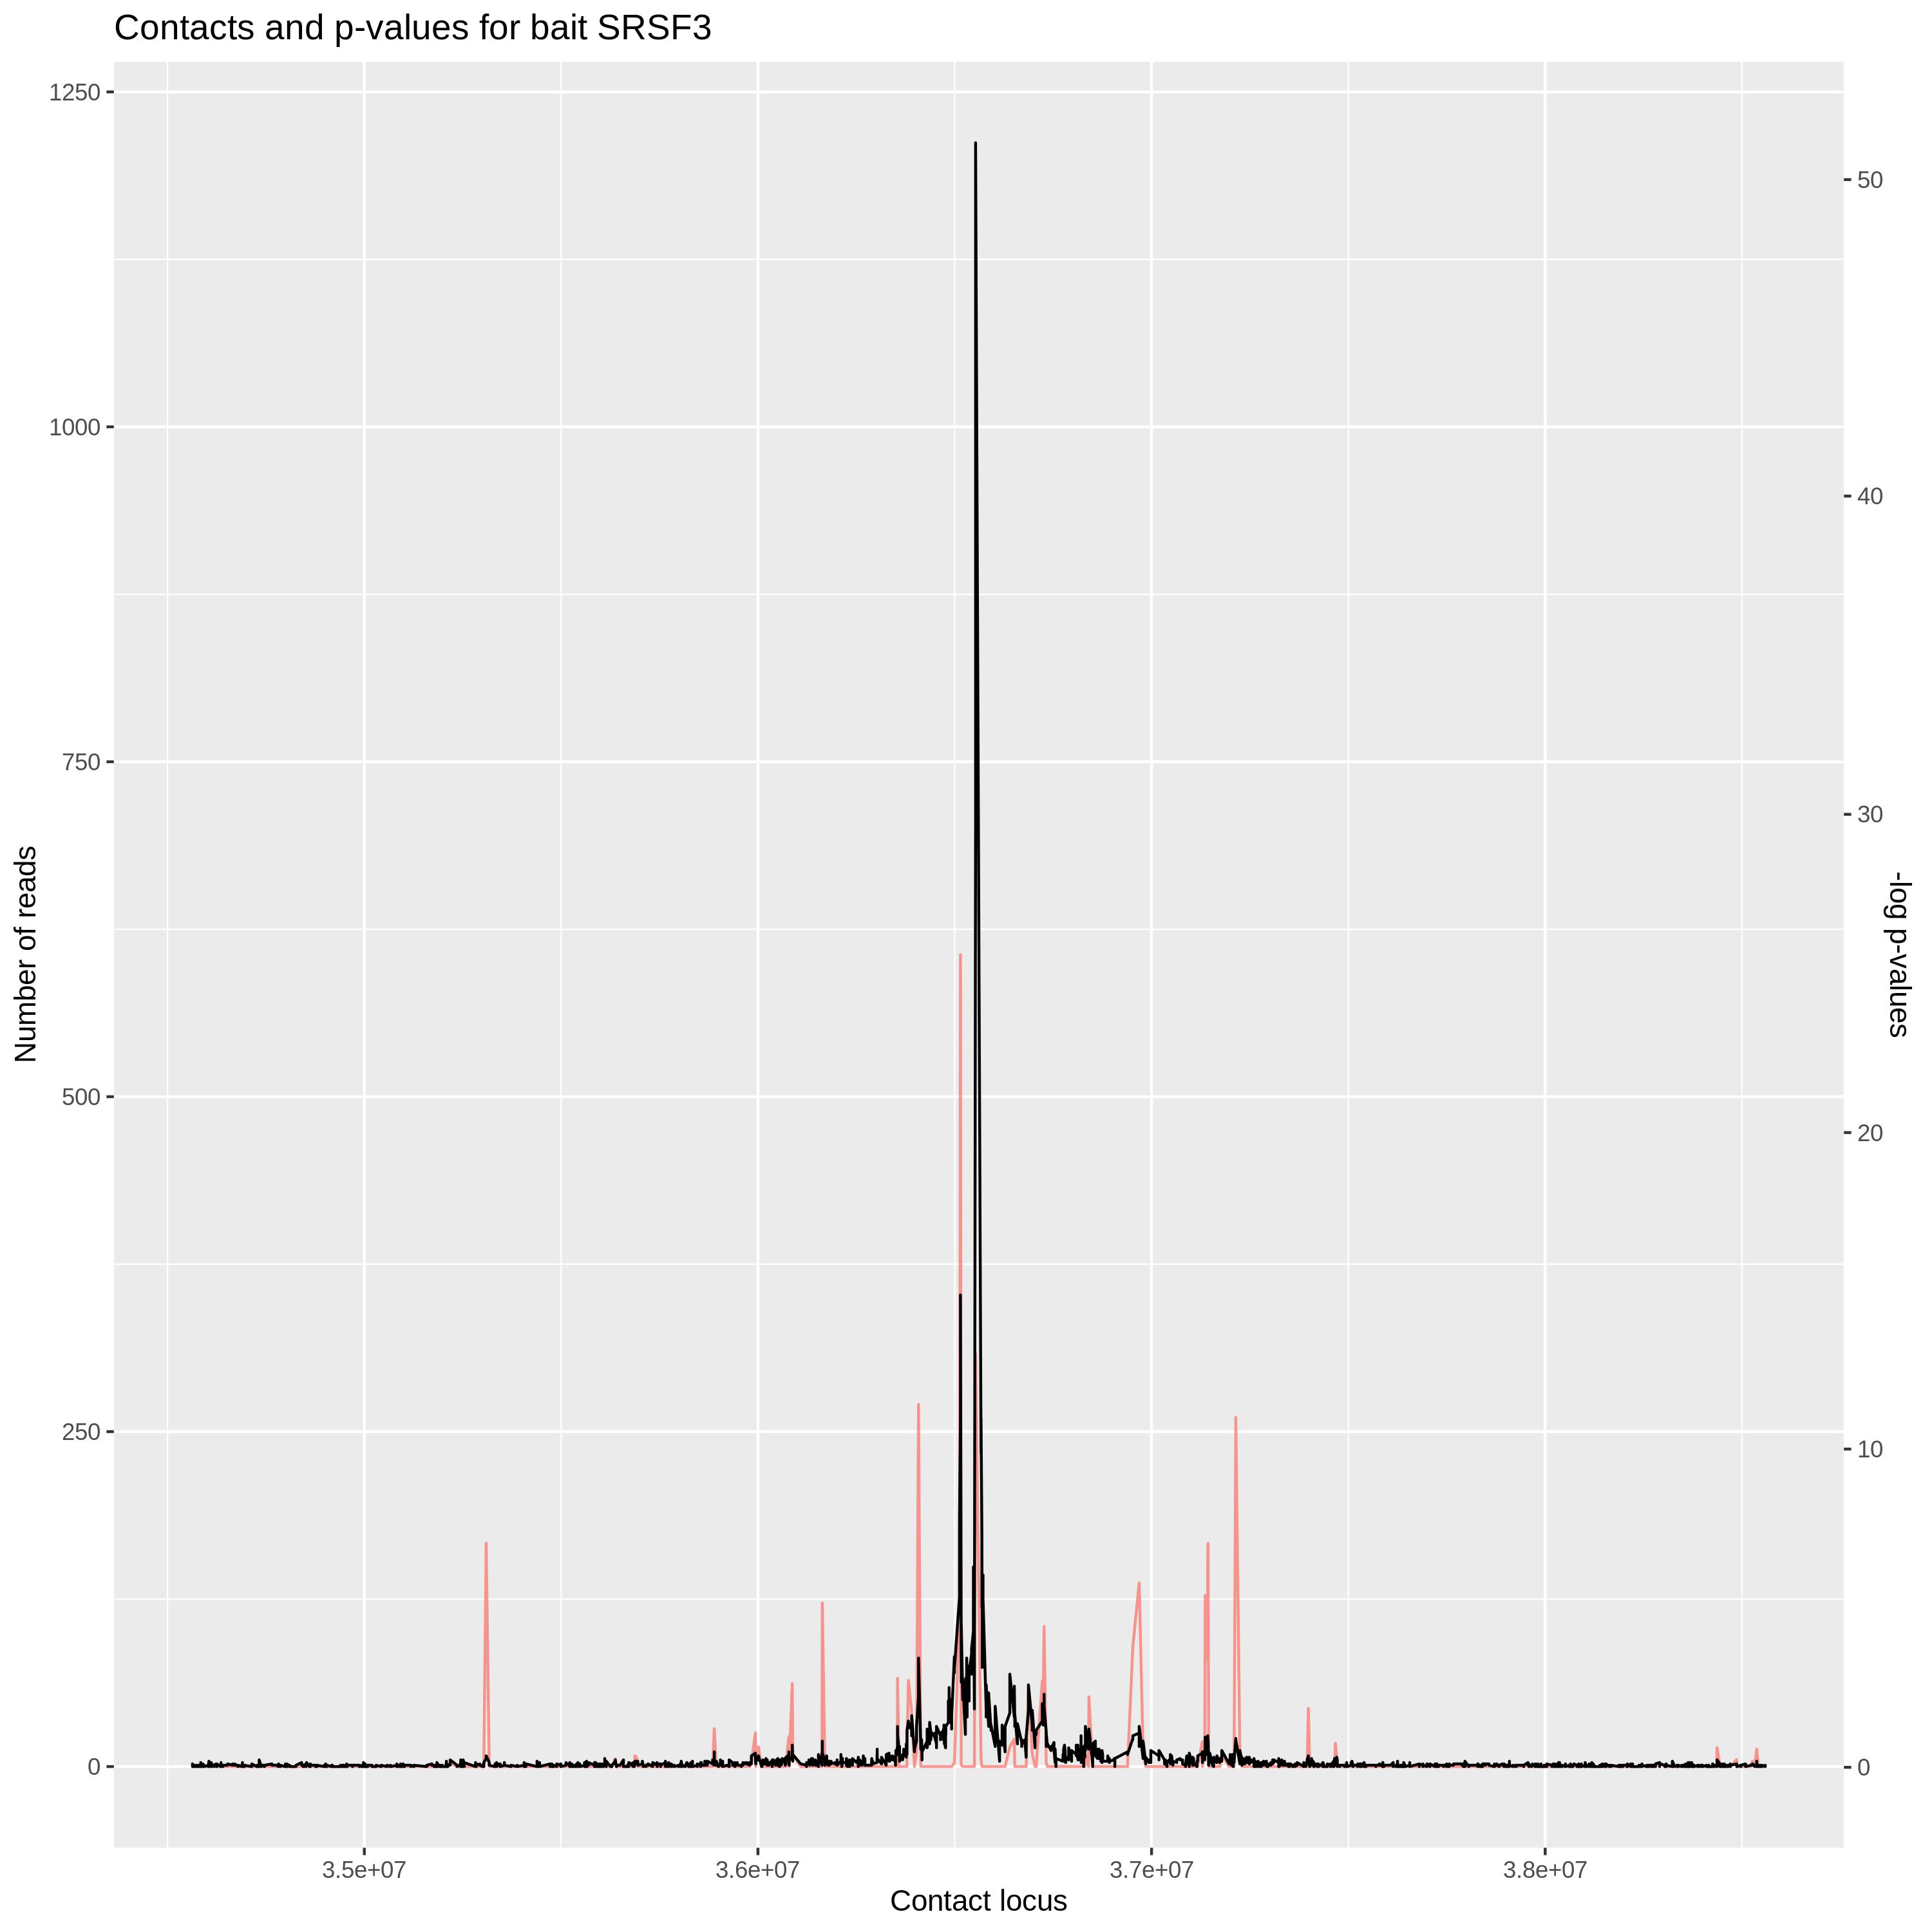 Contacts and p-values for bait SRSF3
1250
1000
750
500
250
0
Number of reads
50
40
30
20
10
0
-log p-values
3.5e+07
3.6e+07
3.7e+07
3.8e+07
Contact locus